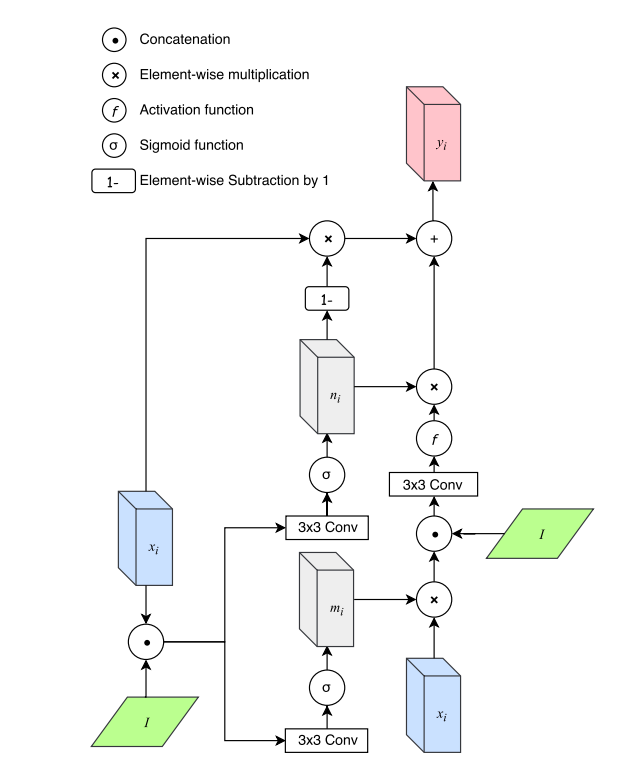 • Concatenation
× Element-wise multiplication
f Activation function
σ Sigmoid function
1- Element-wise Subtraction by 1
y_i
× +
1-
n_i ×
f
σ 3x3 Conv
3x3 Conv
x_i • I
m_i ×
•
σ
I x_i
3x3 Conv